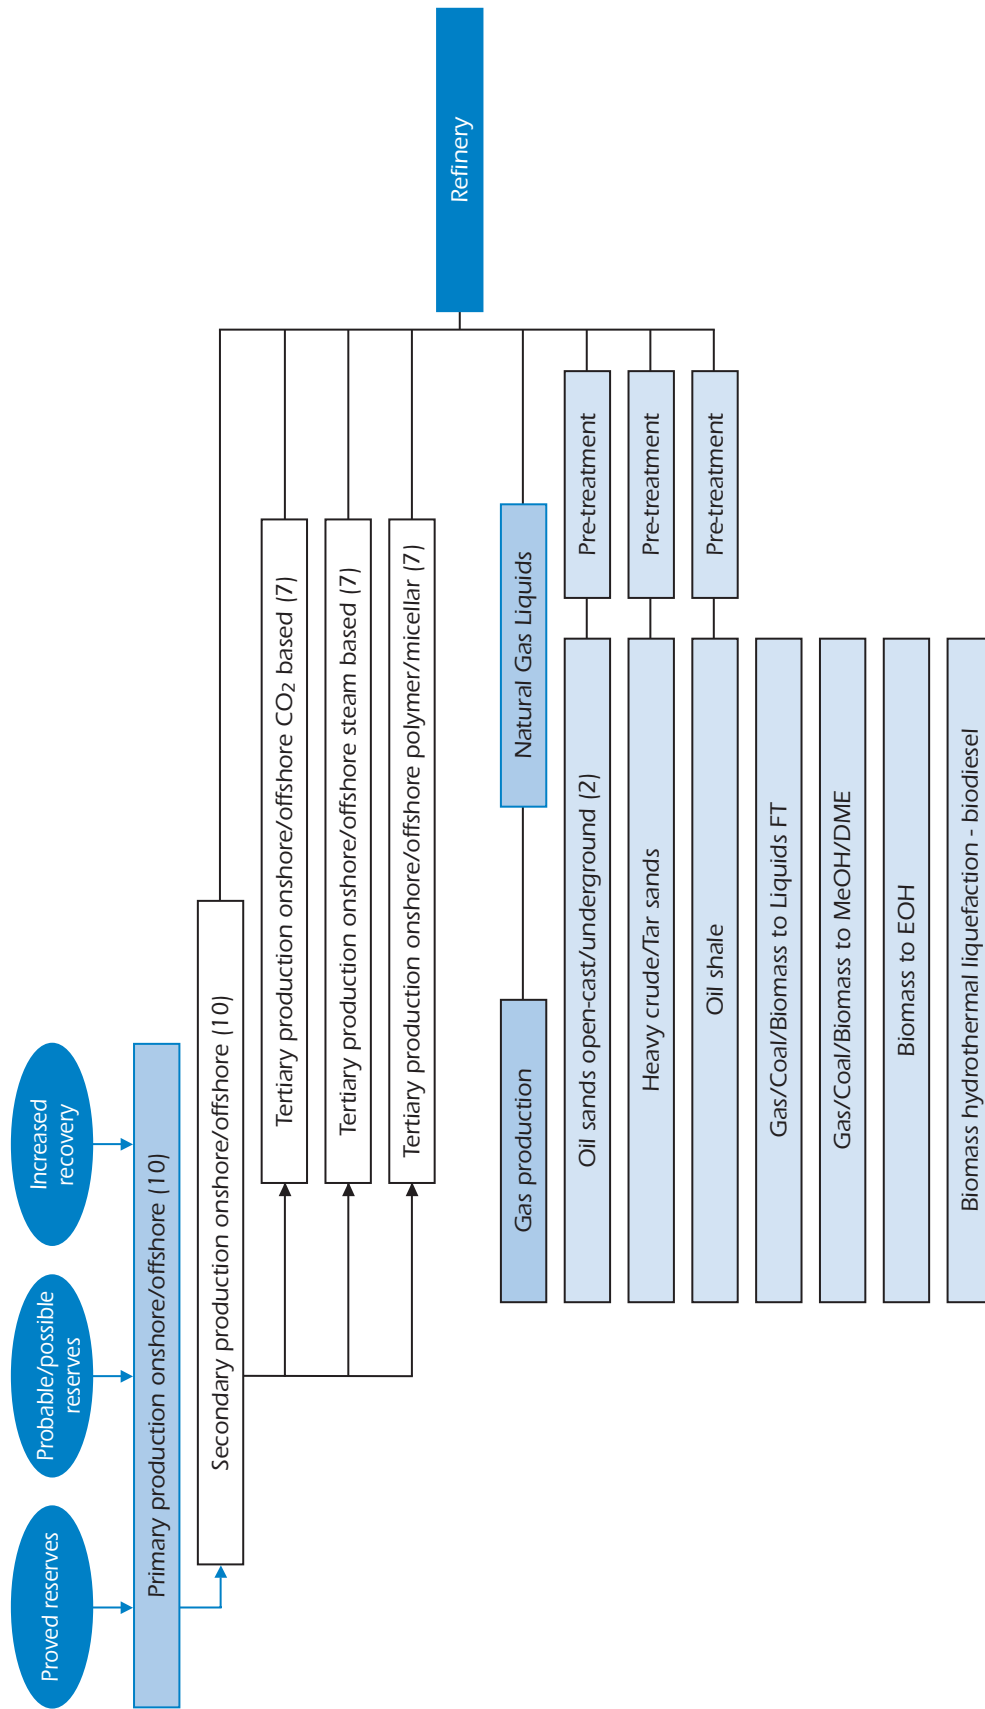 Proved reserves
Probable/possible
reserves
Increased
recovery
Primary production onshore/offshore (10)
Secondary production onshore/offshore (10)
Tertiary production onshore/offshore CO2 based (7)
Tertiary production onshore/offshore steam based (7)
Tertiary production onshore/offshore polymer/micellar (7)
Refinery
Gas production
Natural Gas Liquids
Oil sands open-cast/underground (2)
Pre-treatment
Heavy crude/Tar sands
Pre-treatment
Oil shale
Pre-treatment
Gas/Coal/Biomass to Liquids FT
Gas/Coal/Biomass to MeOH/DME
Biomass to EOH
Biomass hydrothermal liquefaction - biodiesel